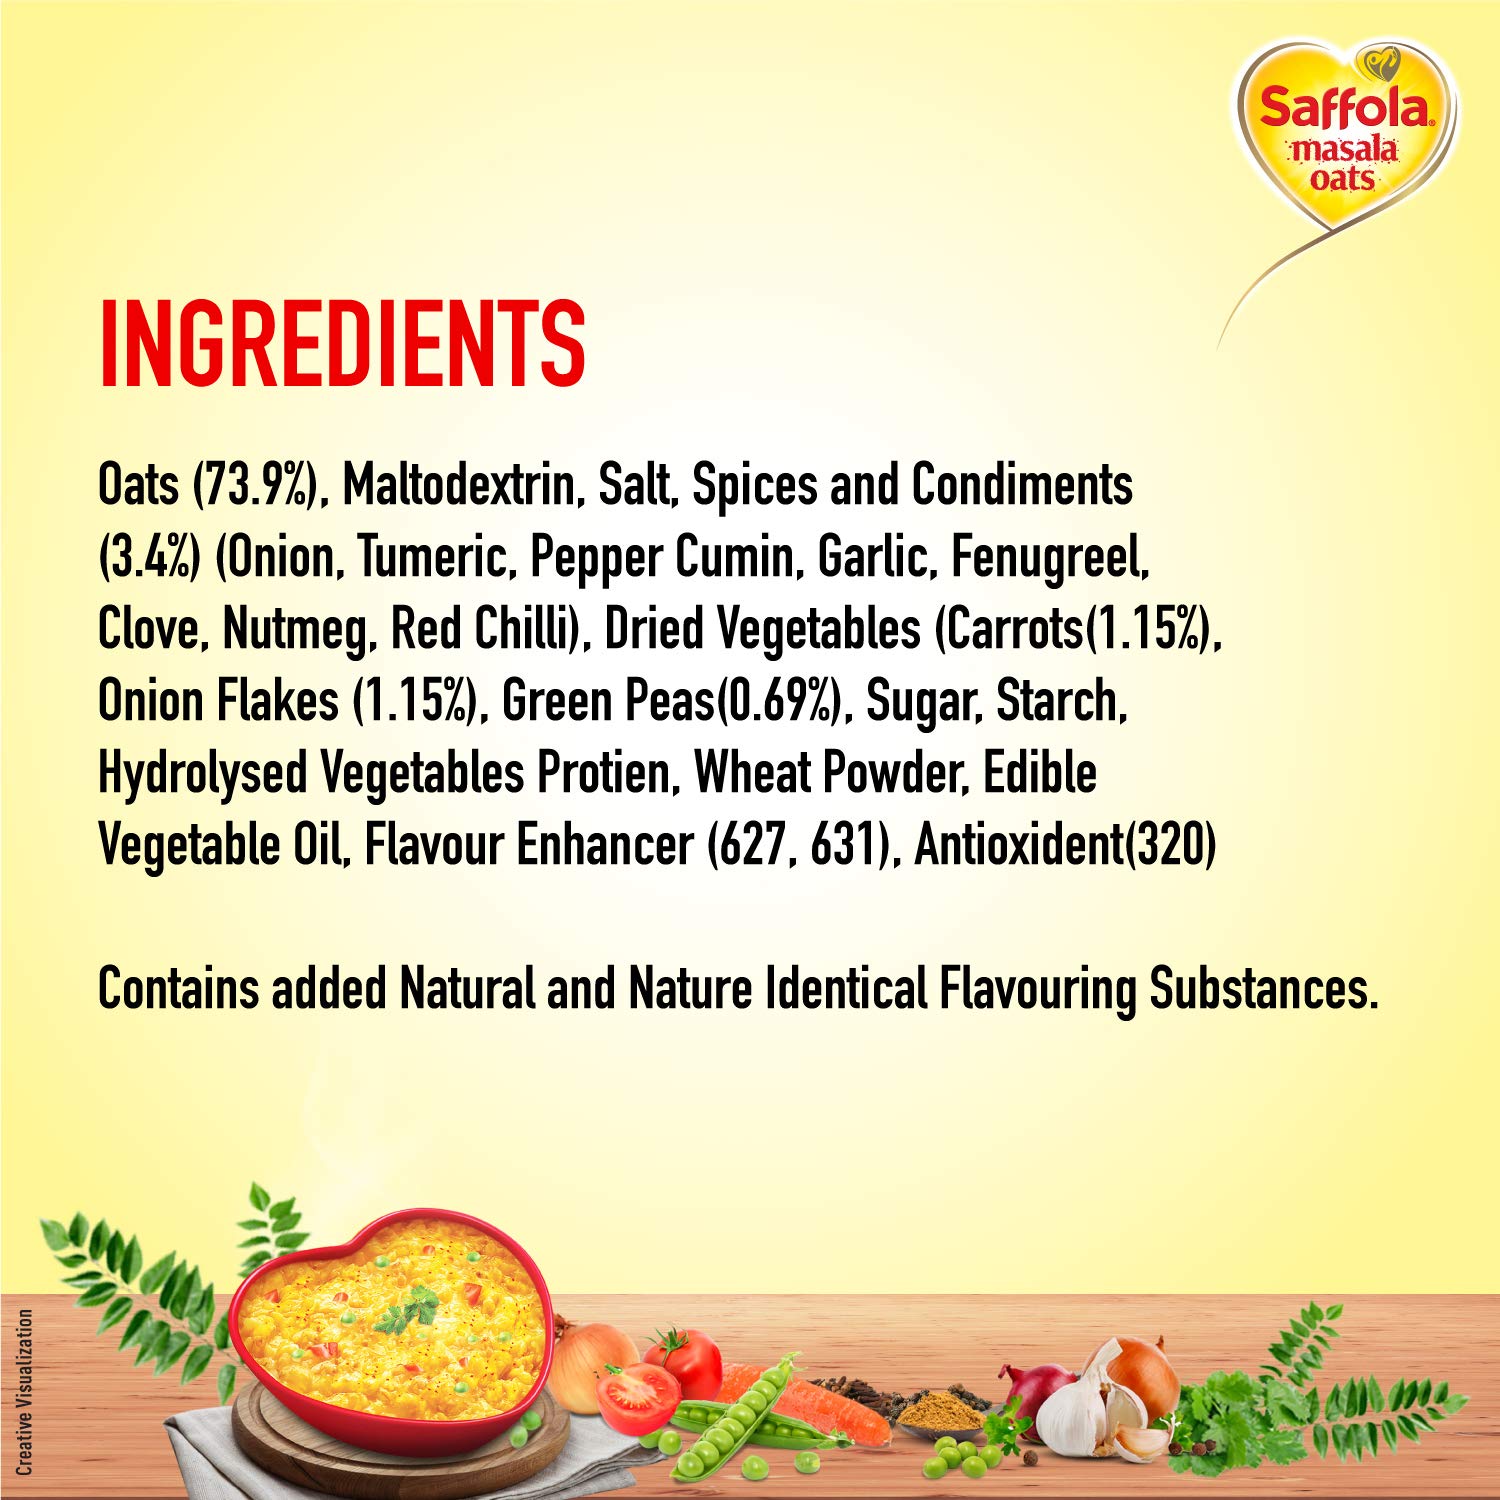 Saffola®
masala
oats
INGREDIENTS
Oats (73.9%), Maltodextrin, Salt, Spices and Condiments
(3.4%) (Onion, Tumeric, Pepper Cumin, Garlic, Fenugreel,
Clove, Nutmeg, Red Chilli), Dried Vegetables (Carrots(1.15%),
Onion Flakes (1.15%), Green Peas(0.69%), Sugar, Starch,
Hydrolysed Vegetables Protien, Wheat Powder, Edible
Vegetable Oil, Flavour Enhancer (627, 631), Antioxident(320)
Contains added Natural and Nature Identical Flavouring Substances.
Creative Visualization